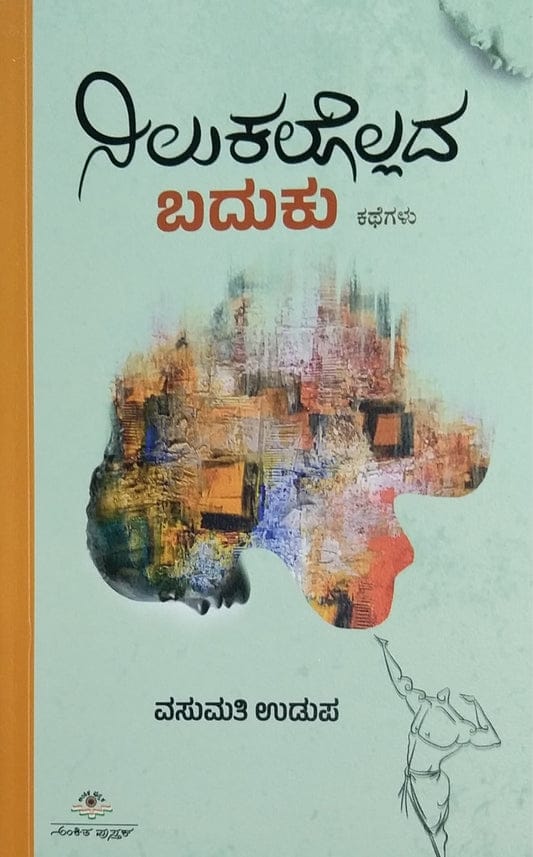 ನಿಲುಕಲೊಲ್ಲದ
ಬದುಕು ಕಥೆಗಳು
ವಸುಮತಿ ಉಡುಪ
ಅಂಕಿತ ಪುಸ್ತಕ